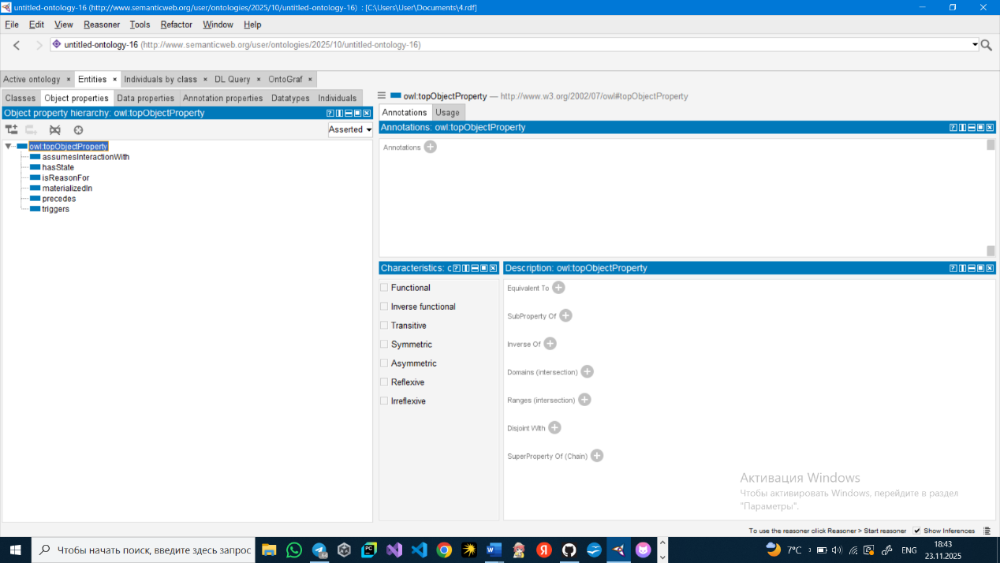 untitled-ontology-16 (http://www.semanticweb.org/user/ontologies/2025/10/untitled-ontology-16) : [C:\Users\User\Documents\4.rdf]
File Edit View Reasoner Tools Refactor Window Help
untitled-ontology-16 (http://www.semanticweb.org/user/ontologies/2025/10/untitled-ontology-16)
Active ontology × Entities × Individuals by class × DL Query × OntoGraf ×
Classes Object properties Data properties Annotation properties Datatypes Individuals
Object property hierarchy: owl:topObjectProperty
Asserted
owl:topObjectProperty
assumesInteractionWith
hasState
isReasonFor
materializedIn
precedes
triggers
owl:topObjectProperty — http://www.w3.org/2002/07/owl#topObjectProperty
Annotations Usage
Annotations: owl:topObjectProperty
Annotations
Characteristics: o
Functional
Inverse functional
Transitive
Symmetric
Asymmetric
Reflexive
Irreflexive
Description: owl:topObjectProperty
Equivalent To
SubProperty Of
Inverse Of
Domains (intersection)
Ranges (intersection)
Disjoint With
SuperProperty Of (Chain)
Активация Windows
Чтобы активировать Windows, перейдите в раздел
"Параметры".
To use the reasoner click Reasoner > Start reasoner Show Inferences
Чтобы начать поиск, введите здесь запрос
7°C
ENG
18:43
23.11.2025